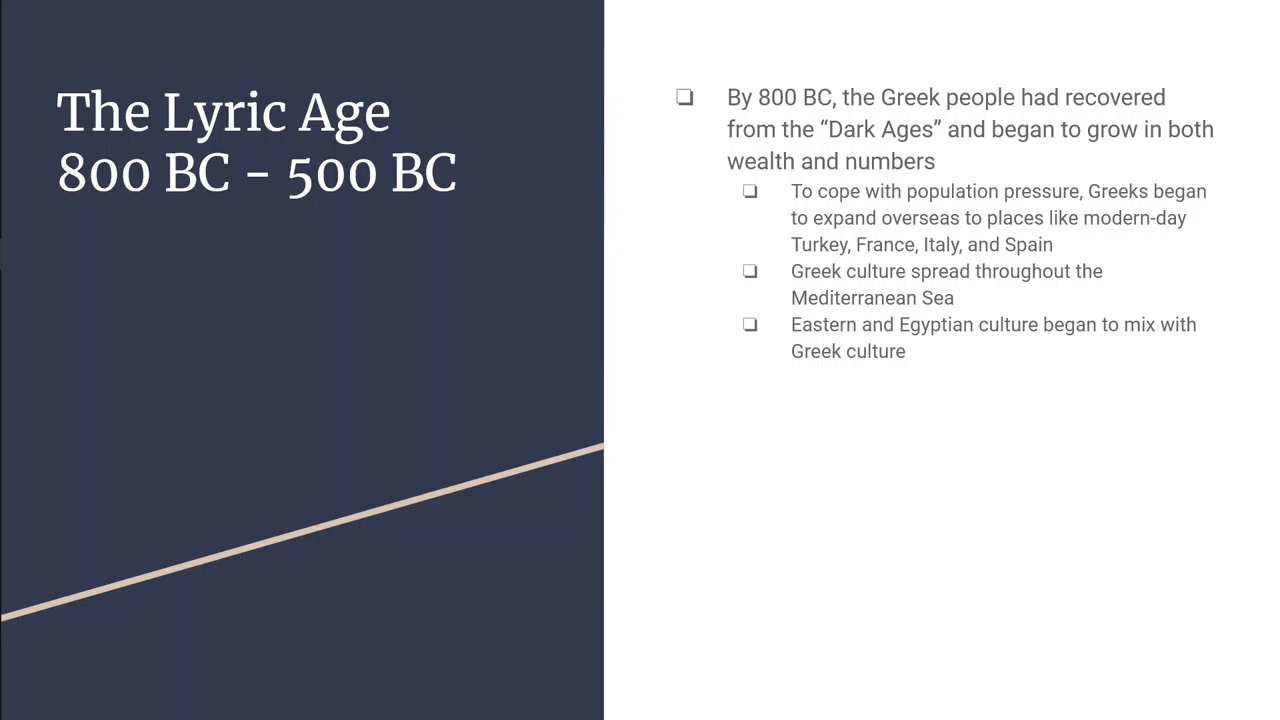 The Lyric Age
800 BC - 500 BC
❏ By 800 BC, the Greek people had recovered
from the “Dark Ages” and began to grow in both
wealth and numbers
❏ To cope with population pressure, Greeks began
to expand overseas to places like modern-day
Turkey, France, Italy, and Spain
❏ Greek culture spread throughout the
Mediterranean Sea
❏ Eastern and Egyptian culture began to mix with
Greek culture